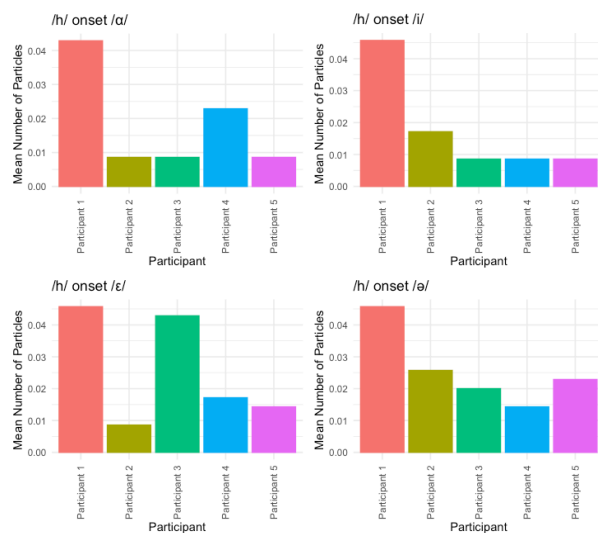 /h/ onset /ɑ/
Mean Number of Particles
0.04
0.03
0.02
0.01
0.00
Participant 1
Participant 2
Participant 3
Participant 4
Participant 5
Participant
/h/ onset /i/
Mean Number of Particles
0.04
0.03
0.02
0.01
0.00
Participant 1
Participant 2
Participant 3
Participant 4
Participant 5
Participant
/h/ onset /ɛ/
Mean Number of Particles
0.04
0.03
0.02
0.01
0.00
Participant 1
Participant 2
Participant 3
Participant 4
Participant 5
Participant
/h/ onset /ə/
Mean Number of Particles
0.04
0.03
0.02
0.01
0.00
Participant 1
Participant 2
Participant 3
Participant 4
Participant 5
Participant